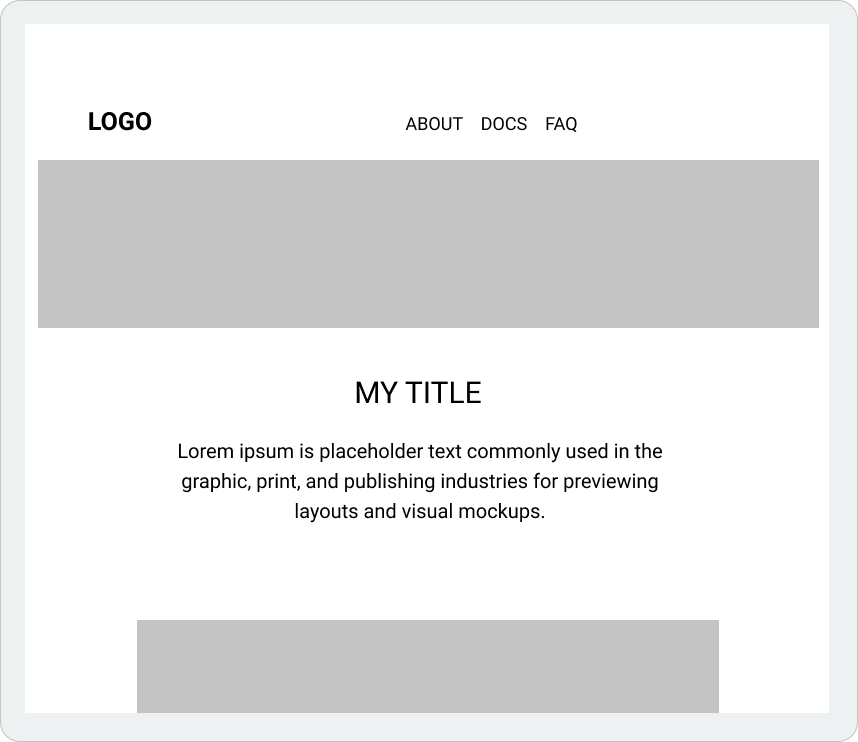 LOGO ABOUT DOCS FAQ
MY TITLE
Lorem ipsum is placeholder text commonly used in the
graphic, print, and publishing industries for previewing
layouts and visual mockups.